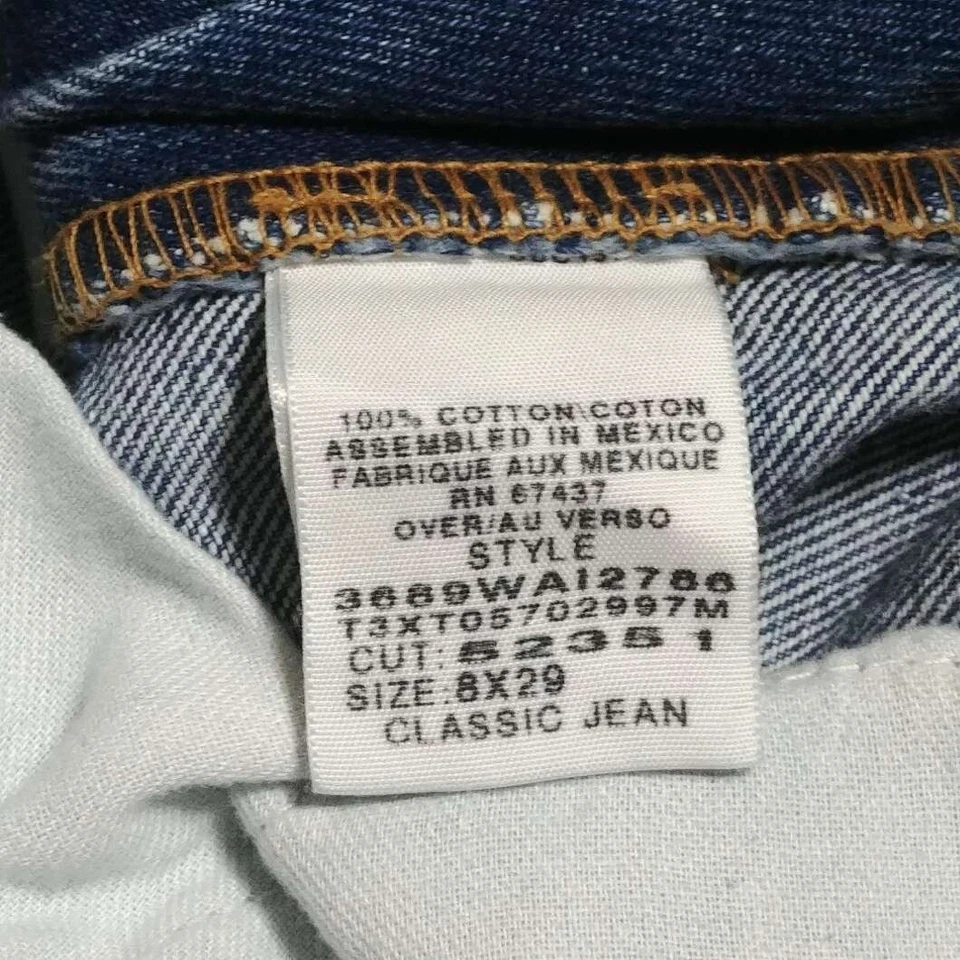 100% COTTON\COTON
ASSEMBLED IN MEXICO
FABRIQUE AUX MEXIQUE
RN 67437
OVER/AU VERSO
STYLE
3669WAI2786
T3XT05702997M
CUT: 52351
SIZE:8X29
CLASSIC JEAN